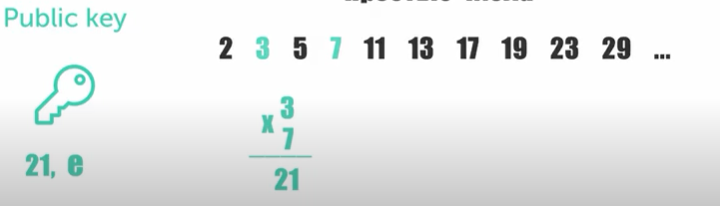 Public key
2 3 5 7 11 13 17 19 23 29 ...
x 3
7
21
21, e